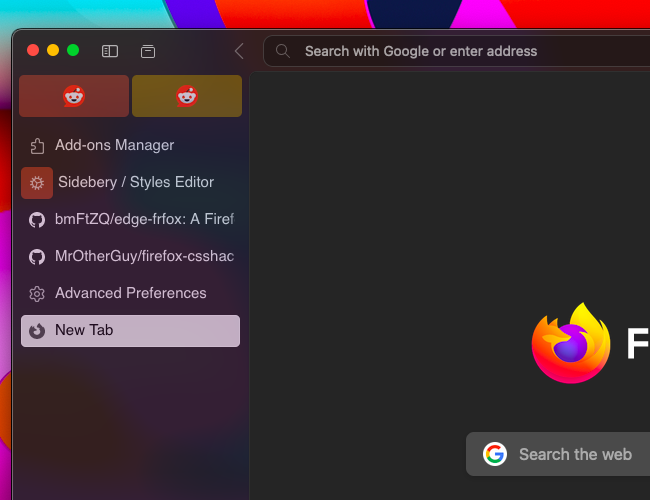 Search with Google or enter address
Add-ons Manager
Sidebery / Styles Editor
bmFtZQ/edge-frfox: A Firef
MrOtherGuy/firefox-csshac
Advanced Preferences
New Tab
F
Search the web